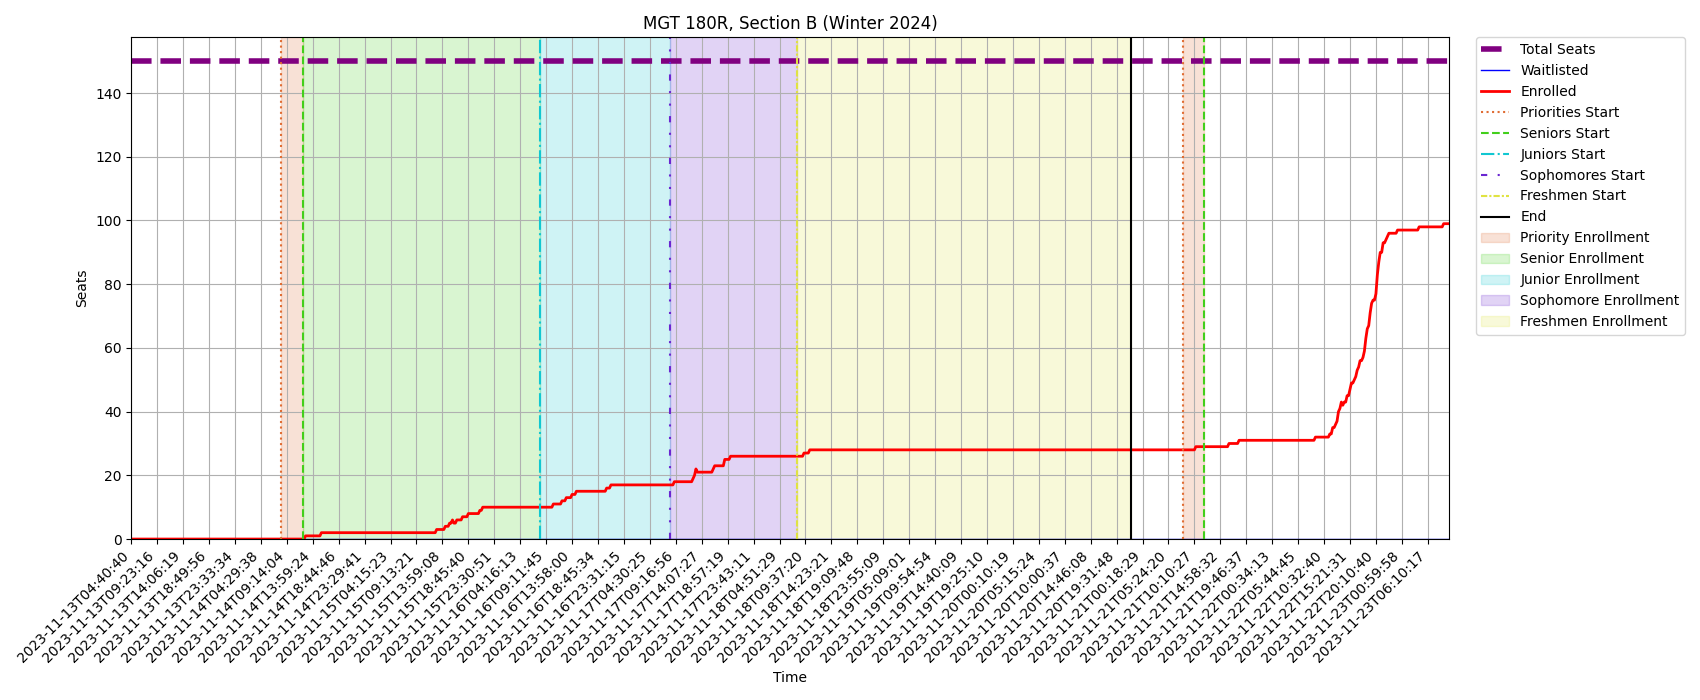 MGT 180R, Section B (Winter 2024)
Seats
140
120
100
80
60
40
20
0
2023-11-13T04:40:40
2023-11-13T09:23:16
2023-11-13T14:06:19
2023-11-13T18:49:56
2023-11-13T23:33:34
2023-11-14T04:29:38
2023-11-14T09:14:04
2023-11-14T13:59:24
2023-11-14T18:44:46
2023-11-14T23:29:41
2023-11-15T04:15:23
2023-11-15T09:13:21
2023-11-15T13:59:08
2023-11-15T18:45:40
2023-11-15T23:30:51
2023-11-16T04:16:13
2023-11-16T09:11:45
2023-11-16T13:58:00
2023-11-16T18:45:34
2023-11-16T23:31:15
2023-11-17T04:30:25
2023-11-17T09:16:56
2023-11-17T14:07:27
2023-11-17T18:57:19
2023-11-17T23:43:11
2023-11-18T04:51:29
2023-11-18T09:37:20
2023-11-18T14:23:21
2023-11-18T19:09:48
2023-11-18T23:55:09
2023-11-19T05:09:01
2023-11-19T09:54:54
2023-11-19T14:40:09
2023-11-19T19:25:10
2023-11-20T00:10:19
2023-11-20T05:15:24
2023-11-20T10:00:37
2023-11-20T14:46:08
2023-11-20T19:31:48
2023-11-21T00:18:29
2023-11-21T05:24:20
2023-11-21T10:10:27
2023-11-21T14:58:32
2023-11-21T19:46:37
2023-11-22T00:34:13
2023-11-22T05:44:45
2023-11-22T10:32:40
2023-11-22T15:21:31
2023-11-22T20:10:40
2023-11-23T00:59:58
2023-11-23T06:10:17
Time
Total Seats
Waitlisted
Enrolled
Priorities Start
Seniors Start
Juniors Start
Sophomores Start
Freshmen Start
End
Priority Enrollment
Senior Enrollment
Junior Enrollment
Sophomore Enrollment
Freshmen Enrollment